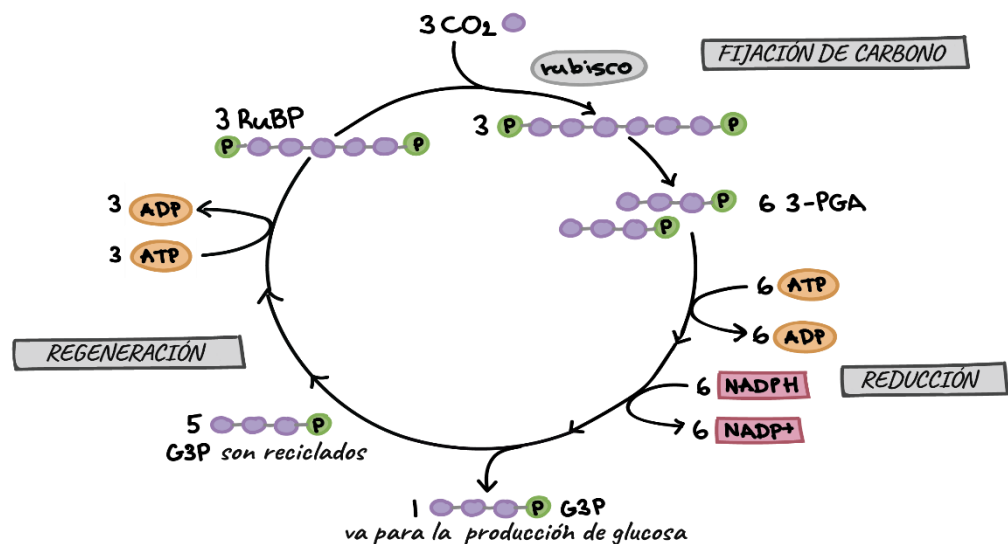 3 CO2
rubisco
FIJACIÓN DE CARBONO
3 RuBP
P P
3 P P
P
P
6 3-PGA
3 ADP
3 ATP
6 ATP
6 ADP
REGENERACIÓN
6 NADPH
REDUCCIÓN
6 NADP+
5 P
G3P son reciclados
1 P G3P
va para la producción de glucosa